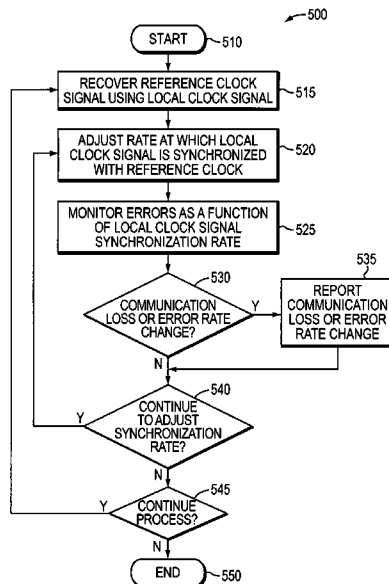 500
START
510
RECOVER REFERENCE CLOCK
SIGNAL USING LOCAL CLOCK SIGNAL
515
ADJUST RATE AT WHICH LOCAL
CLOCK SIGNAL IS SYNCHRONIZED
WITH REFERENCE CLOCK
520
MONITOR ERRORS AS A FUNCTION
OF LOCAL CLOCK SIGNAL
SYNCHRONIZATION RATE
525
530
COMMUNICATION
LOSS OR ERROR RATE
CHANGE?
Y
N
535
REPORT
COMMUNICATION
LOSS OR ERROR
RATE CHANGE
540
CONTINUE
TO ADJUST
SYNCHRONIZATION
RATE?
Y
N
545
CONTINUE
PROCESS?
Y
N
END
550